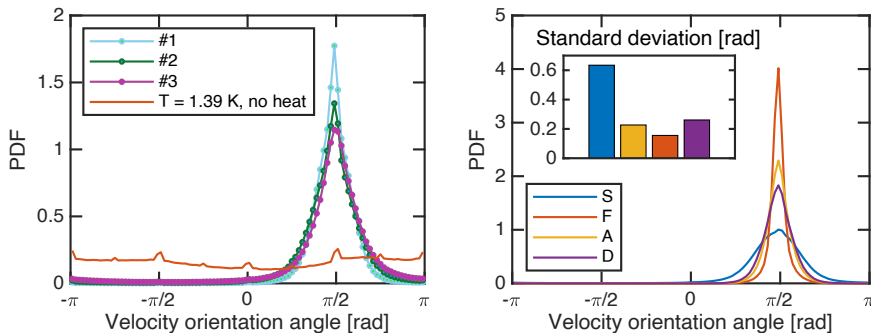 2
1.5
1
0.5
0
PDF
#1
#2
#3
T = 1.39 K, no heat
-π
-π/2
0
π/2
π
Velocity orientation angle [rad]
5
4
3
2
1
0
PDF
Standard deviation [rad]
0.6
0.4
0.2
0
S
F
A
D
-π
-π/2
0
π/2
π
Velocity orientation angle [rad]